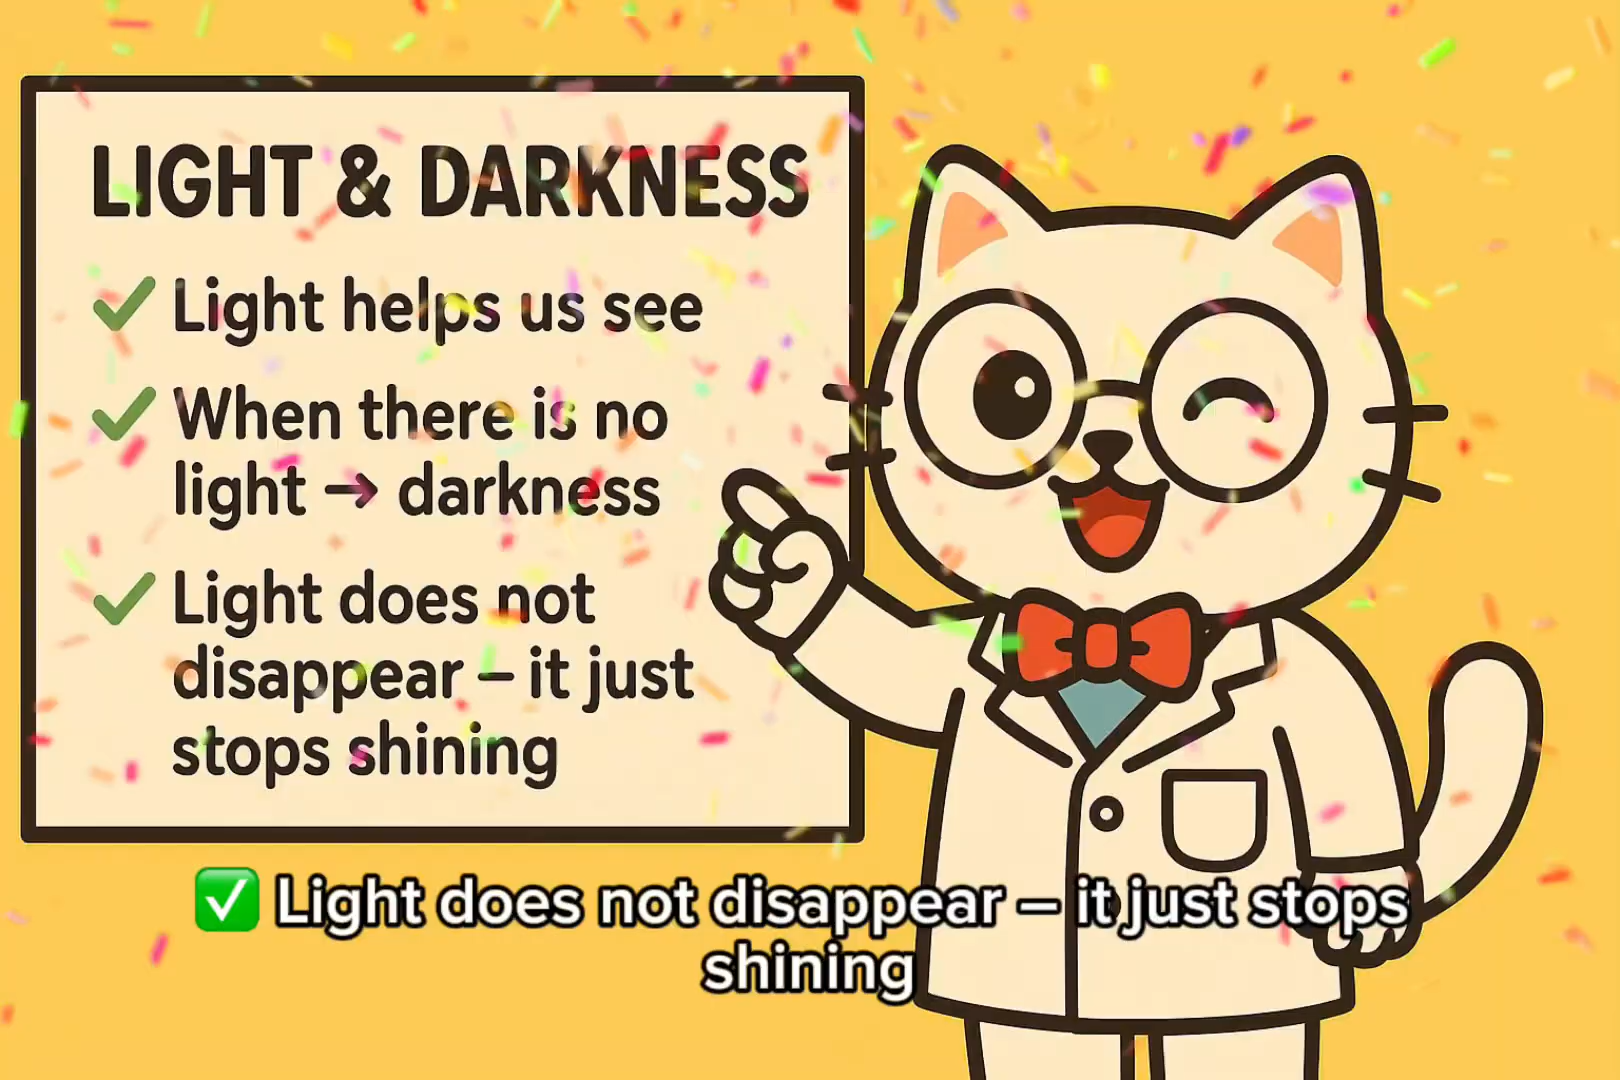 LIGHT & DARKNESS
✓ Light helps us see
✓ When there is no
light → darkness
✓ Light does not
disappear – it just
stops shining
✅ Light does not disappear – it just stops
shining